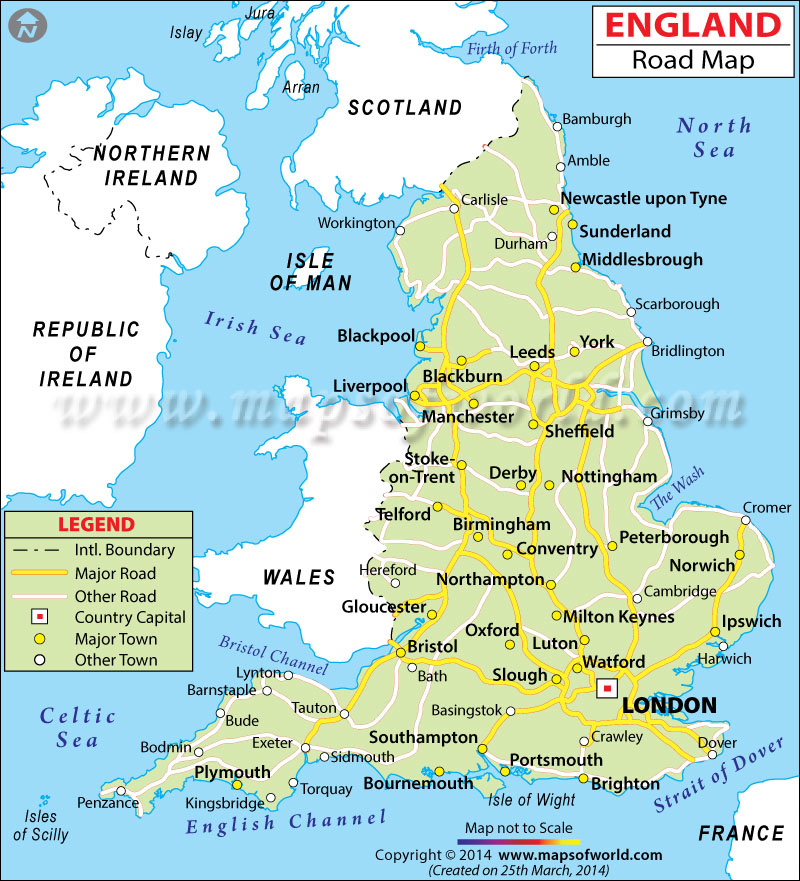 N
Jura
Islay
Arran
Firth of Forth
SCOTLAND
ENGLAND
Road Map
North
Sea
NORTHERN
IRELAND
Bamburgh
Amble
Carlisle
Newcastle upon Tyne
Workington
Durham
Sunderland
Middlesbrough
ISLE
OF MAN
Scarborough
Irish Sea
REPUBLIC
OF
IRELAND
Blackpool
Leeds
York
Bridlington
Blackburn
Liverpool
www.mapsofworld.com
Manchester
Grimsby
Sheffield
Stoke-
on-Trent
Derby
Nottingham
The Wash
Telford
Birmingham
Cromer
Peterborough
Coventry
Norwich
WALES
Hereford
Northampton
Cambridge
Gloucester
Milton Keynes
Ipswich
Oxford
Luton
Bristol Channel
Bristol
Watford
Harwich
Bath
Slough
Lynton
Barnstaple
LONDON
Celtic
Sea
Bude
Tauton
Basingstok
Bodmin
Exeter
Southampton
Crawley
Dover
Sidmouth
Plymouth
Portsmouth
Torquay
Bournemouth
Brighton
Strait of Dover
Penzance
Kingsbridge
Isle of Wight
Isles
of Scilly
English Channel
FRANCE
LEGEND
Intl. Boundary
Major Road
Other Road
Country Capital
Major Town
Other Town
Map not to Scale
Copyright © 2014 www.mapsofworld.com
(Created on 25th March, 2014)